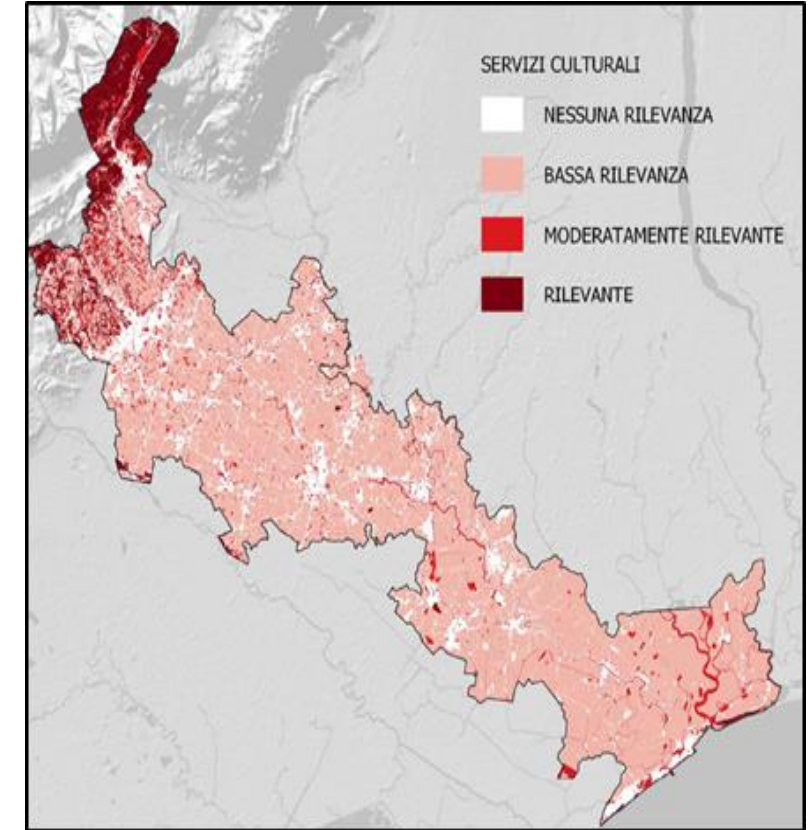 SERVIZI CULTURALI
NESSUNA RILEVANZA
BASSA RILEVANZA
MODERATAMENTE RILEVANTE
RILEVANTE